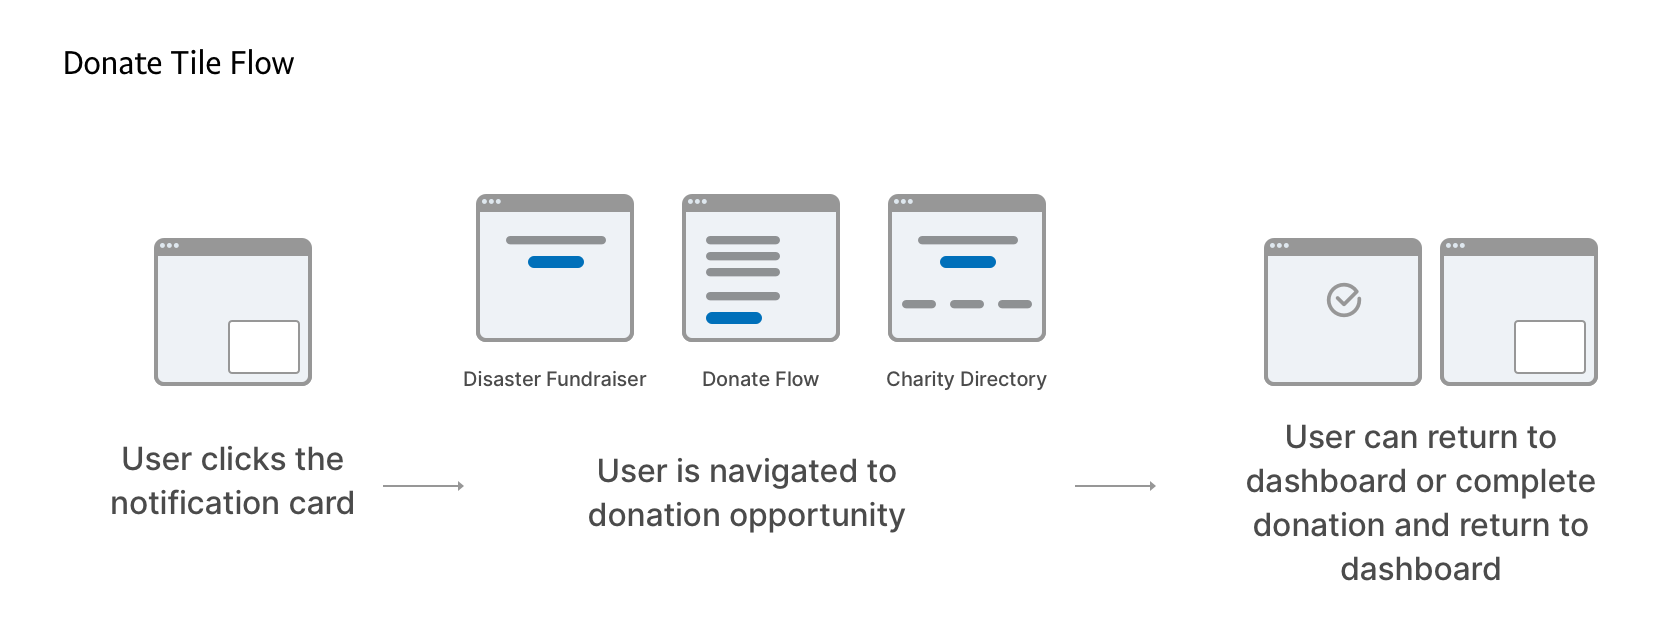 Donate Tile Flow
Disaster Fundraiser
Donate Flow
Charity Directory
User clicks the
notification card
User is navigated to
donation opportunity
User can return to
dashboard or complete
donation and return to
dashboard